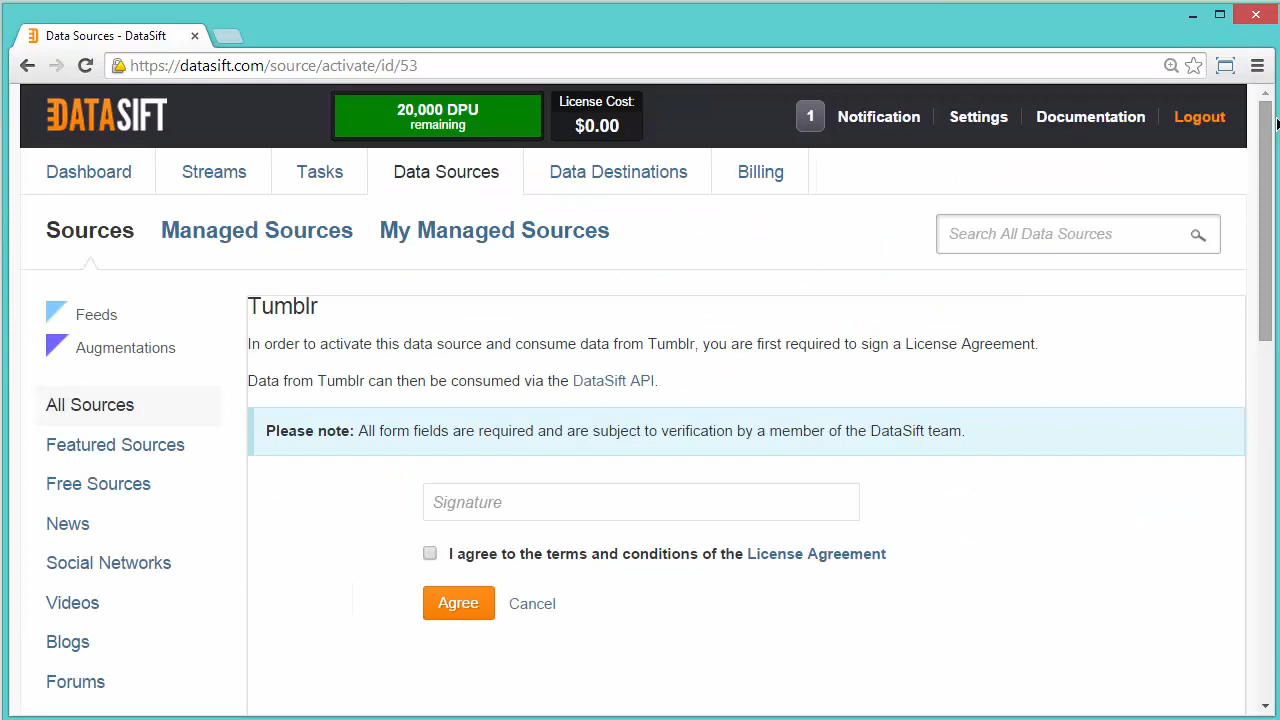 Data Sources - DataSift
https://datasift.com/source/activate/id/53
DATASIFT
20,000 DPU
remaining
License Cost:
$0.00
1 Notification Settings Documentation Logout
Dashboard Streams Tasks Data Sources Data Destinations Billing
Sources Managed Sources My Managed Sources
Search All Data Sources
Feeds
Augmentations
All Sources
Featured Sources
Free Sources
News
Social Networks
Videos
Blogs
Forums
Tumblr
In order to activate this data source and consume data from Tumblr, you are first required to sign a License Agreement.
Data from Tumblr can then be consumed via the DataSift API.
Please note: All form fields are required and are subject to verification by a member of the DataSift team.
Signature
I agree to the terms and conditions of the License Agreement
Agree Cancel